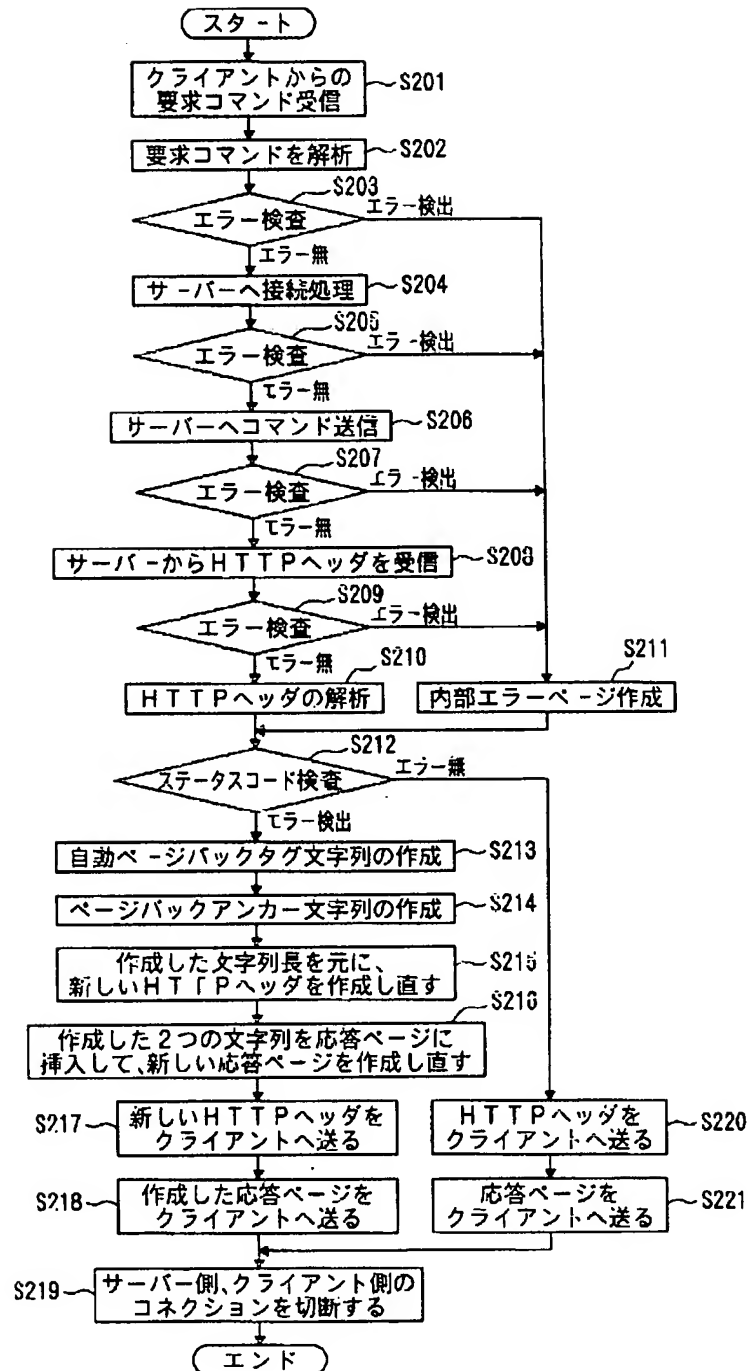 スタート
クライアントからの
要求コマンド受信
S201
要求コマンドを解析
S202
S203
エラー検査
エラー検出
エラー無
サーバーへ接続処理
S204
S205
エラー検査
エラー検出
エラー無
サーバーへコマンド送信
S206
S207
エラー検査
エラー検出
エラー無
サーバーからHTTPヘッダを受信
S208
S209
エラー検査
エラー検出
エラー無
S210
HTTPヘッダの解析
S211
内部エラーページ作成
S212
ステータスコード検査
エラー無
エラー検出
自動ページバックタグ文字列の作成
S213
ページバックアンカー文字列の作成
S214
作成した文字列長を元に、
新しいHTTPヘッダを作成し直す
S215
S216
作成した2つの文字列を応答ページに
挿入して、新しい応答ページを作成し直す
S217
新しいHTTPヘッダを
クライアントへ送る
HTTPヘッダを
クライアントへ送る
S220
S218
作成した応答ページを
クライアントへ送る
応答ページを
クライアントへ送る
S221
S219
サーバー側、クライアント側の
コネクションを切断する
エンド